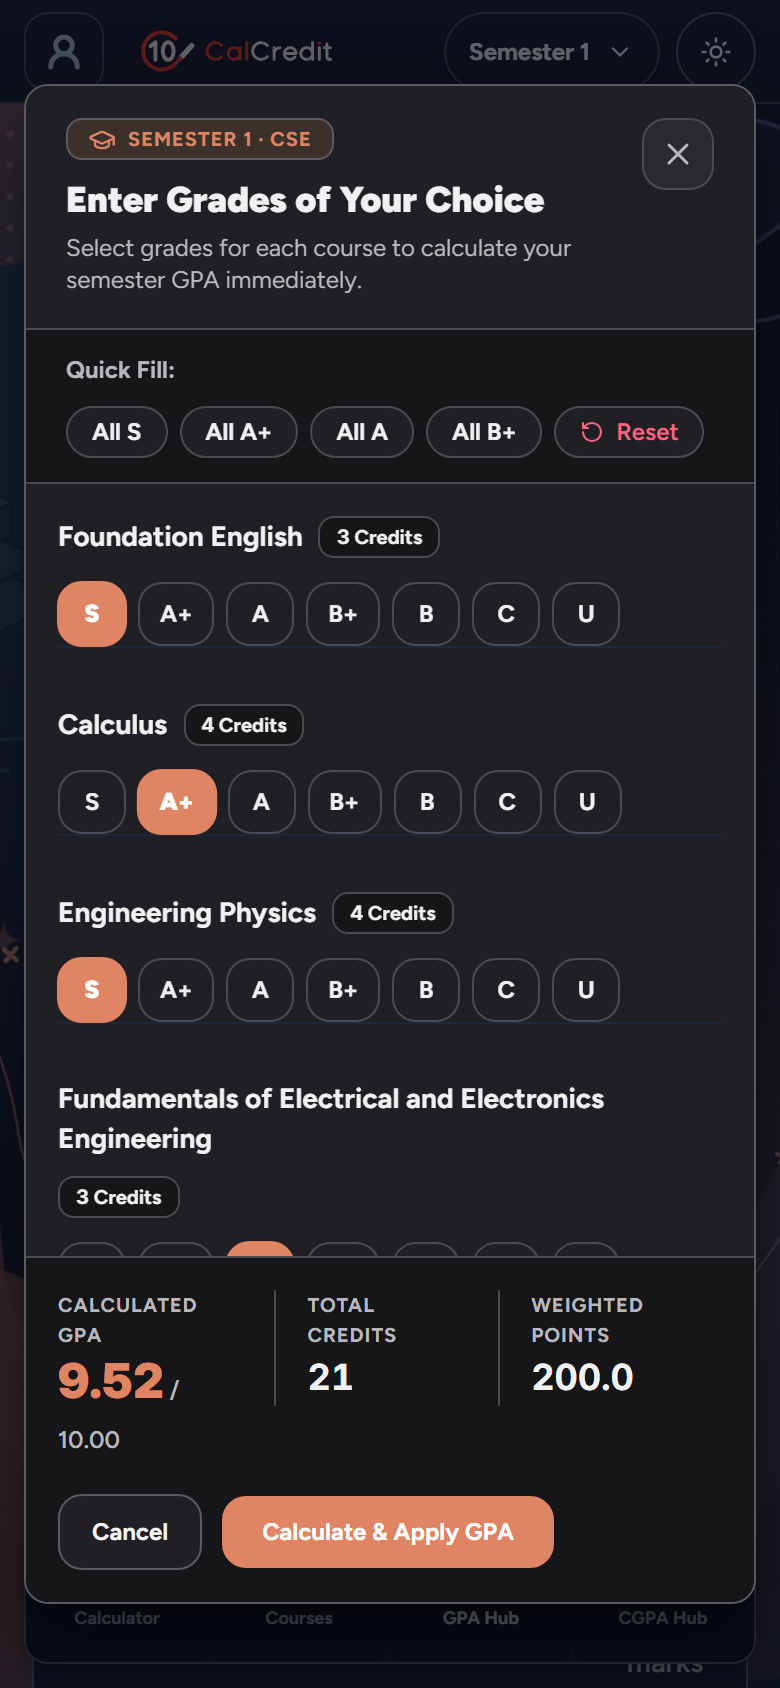 10 CalCredit
Semester 1
SEMESTER 1 · CSE
Enter Grades of Your Choice
Select grades for each course to calculate your
semester GPA immediately.
Quick Fill:
All S All A+ All A All B+ Reset
Foundation English 3 Credits
S A+ A B+ B C U
Calculus 4 Credits
S A+ A B+ B C U
Engineering Physics 4 Credits
S A+ A B+ B C U
Fundamentals of Electrical and Electronics
Engineering
3 Credits
CALCULATED
GPA
9.52 /
10.00
TOTAL
CREDITS
21
WEIGHTED
POINTS
200.0
Cancel Calculate & Apply GPA
Calculator Courses GPA Hub CGPA Hub
marks